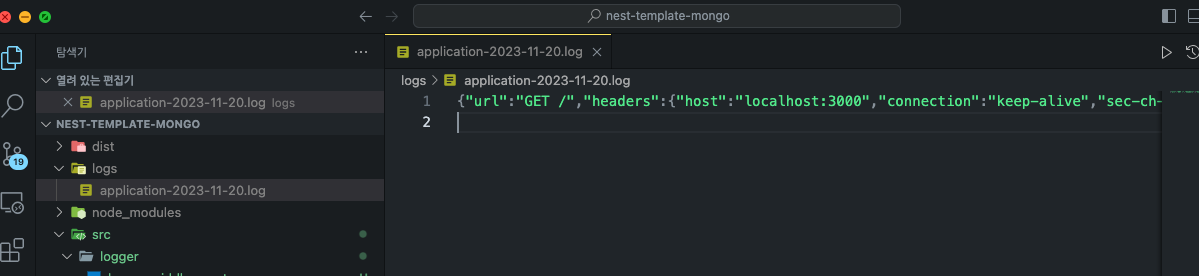 nest-template-mongo
탐색기
열려 있는 편집기
application-2023-11-20.log logs
NEST-TEMPLATE-MONGO
dist
logs
application-2023-11-20.log
node_modules
src
logger
19
application-2023-11-20.log
logs > application-2023-11-20.log
1 {"url":"GET /","headers":{"host":"localhost:3000","connection":"keep-alive","sec-ch-
2